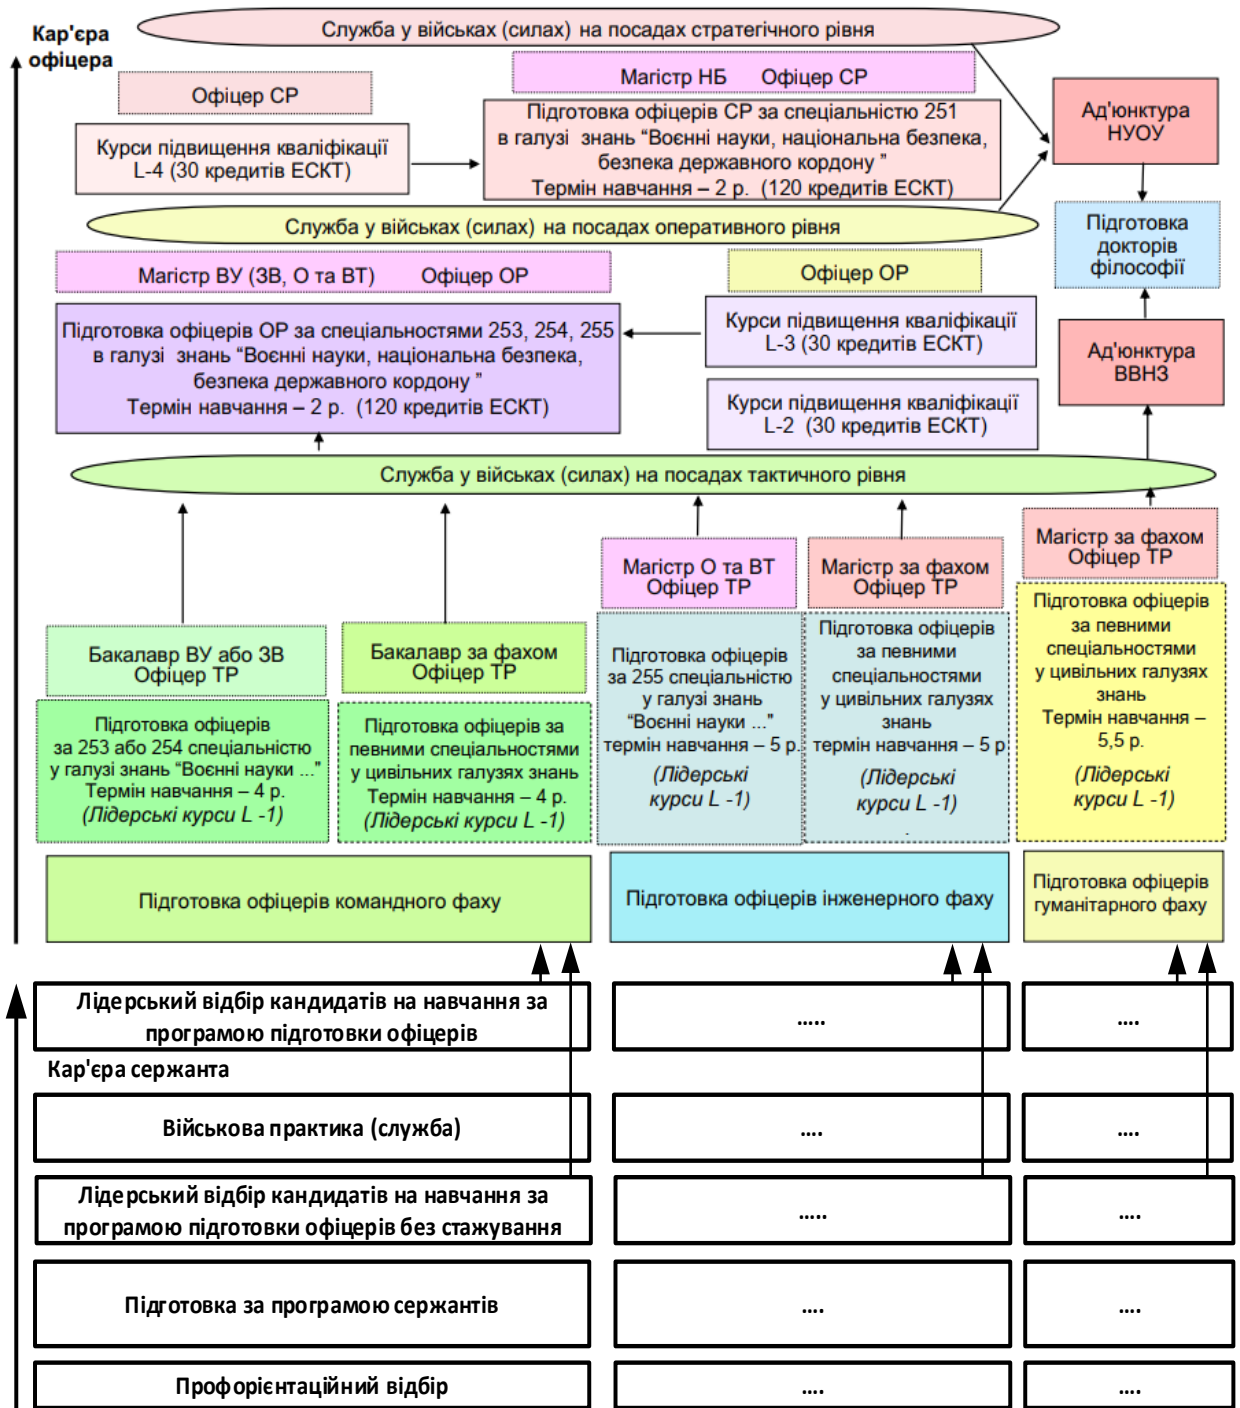 Кар'єра
офіцера
Служба у військах (силах) на посадах стратегічного рівня
Магістр НБ Офіцер СР
Офіцер СР
Підготовка офіцерів СР за спеціальністю 251
в галузі знань “Воєнні науки, національна безпека,
безпека державного кордону ”
Термін навчання – 2 р. (120 кредитів ЕСКТ)
Курси підвищення кваліфікації
L-4 (30 кредитів ЕСКТ)
Ад'юнктура
НУОУ
Служба у військах (силах) на посадах оперативного рівня
Підготовка
докторів
філософії
Магістр ВУ (ЗВ, О та ВТ) Офіцер ОР
Офіцер ОР
Підготовка офіцерів ОР за спеціальностями 253, 254, 255
в галузі знань “Воєнні науки, національна безпека,
безпека державного кордону ”
Термін навчання – 2 р. (120 кредитів ЕСКТ)
Курси підвищення кваліфікації
L-3 (30 кредитів ЕСКТ)
Курси підвищення кваліфікації
L-2 (30 кредитів ЕСКТ)
Ад'юнктура
ВВНЗ
Служба у військах (силах) на посадах тактичного рівня
Бакалавр ВУ або ЗВ
Офіцер ТР
Підготовка офіцерів
за 253 або 254 спеціальністю
у галузі знань “Воєнні науки ...”
Термін навчання – 4 р.
(Лідерські курси L -1)
Бакалавр за фахом
Офіцер ТР
Підготовка офіцерів за
певними спеціальностями
у цивільних галузях знань
Термін навчання – 4 р.
(Лідерські курси L -1)
Магістр О та ВТ
Офіцер ТР
Підготовка офіцерів
за 255 спеціальністю
у галузі знань
“Воєнні науки ...”
термін навчання – 5 р.
(Лідерські
курси L -1)
Магістр за фахом
Офіцер ТР
Підготовка офіцерів
за певними
спеціальностями
у цивільних галузях
знань
термін навчання – 5 р
(Лідерські
курси L -1)
.
Магістр за фахом
Офіцер ТР
Підготовка офіцерів
за певними
спеціальностями
у цивільних галузях
знань
Термін навчання –
5,5 р.
(Лідерські
курси L -1)
Підготовка офіцерів командного фаху
Підготовка офіцерів інженерного фаху
Підготовка офіцерів
гуманітарного фаху
Лідерський відбір кандидатів на навчання за
програмою підготовки офіцерів
.....
....
Кар'єра сержанта
Військова практика (служба)
....
....
Лідерський відбір кандидатів на навчання за
програмою підготовки офіцерів без стажування
.....
....
Підготовка за програмою сержантів
....
....
Профорієнтаційний відбір
....
....